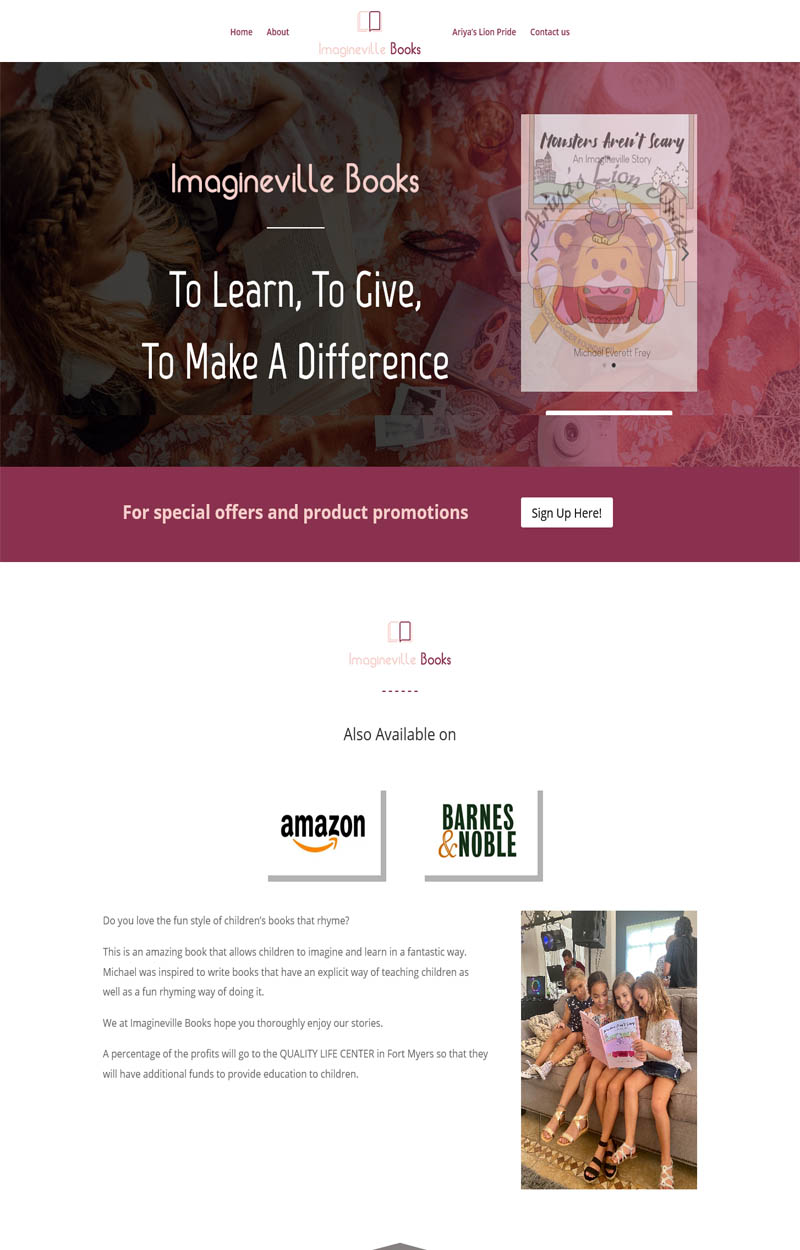 Home
About
Imagineville Books
Ariya's Lion Pride
Contact us
Imagineville Books
To Learn, To Give,
To Make A Difference
Monsters Aren't Scary
An Imagineville Story
Ariya's Lion Pride
Michael Everett Frey
For special offers and product promotions
Sign Up Here!
Imagineville Books
Also Available on
amazon
BARNES
&NOBLE
Do you love the fun style of children's books that rhyme?
This is an amazing book that allows children to imagine and learn in a fantastic way.
Michael was inspired to write books that have an explicit way of teaching children as
well as a fun rhyming way of doing it.
We at Imagineville Books hope you thoroughly enjoy our stories.
A percentage of the profits will go to the QUALITY LIFE CENTER in Fort Myers so that they
will have additional funds to provide education to children.